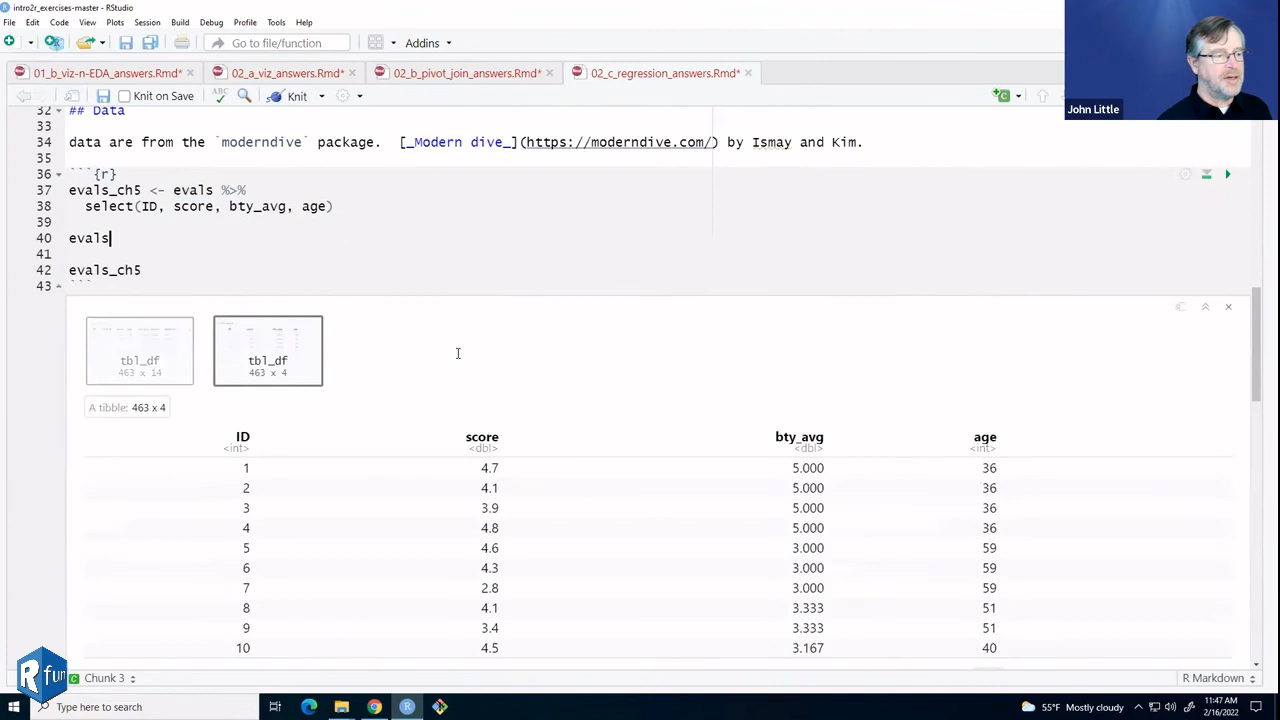 intro2r_exercises-master - RStudio
File Edit Code View Plots Session Build Debug Profile Tools Help
Go to file/function Addins
01_b_viz-n-EDA_answers.Rmd* 02_a_viz_answers.Rmd* 02_b_pivot_join_answers.Rmd* 02_c_regression_answers.Rmd*
Knit on Save ABC Knit
John Little
32 ## Data
33
34 data are from the `moderndive` package. [_Modern dive_](https://moderndive.com/) by Ismay and Kim.
35
36 ```{r}
37 evals_ch5 <- evals %>%
38 select(ID, score, bty_avg, age)
39
40 evals
41
42 evals_ch5
43 ```
tbl_df tbl_df
463 x 14 463 x 4
A tibble: 463 x 4
ID score bty_avg age
<int> <dbl> <dbl> <int>
1 4.7 5.000 36
2 4.1 5.000 36
3 3.9 5.000 36
4 4.8 5.000 36
5 4.6 3.000 59
6 4.3 3.000 59
7 2.8 3.000 59
8 4.1 3.333 51
9 3.4 3.333 51
10 4.5 3.167 40
R fun
Chunk 3 R Markdown
Type here to search
55°F Mostly cloudy
11:47 AM
2/16/2022